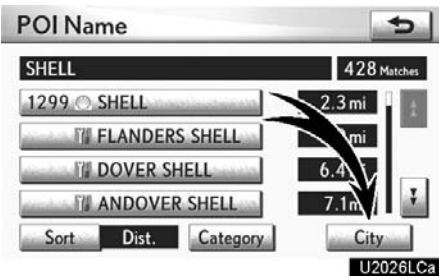 POI Name
SHELL 428 Matches
1299 SHELL 2.3 mi
FLANDERS SHELL mi
DOVER SHELL 6.4
ANDOVER SHELL 7.1m
Sort Dist. Category City
U2026LCa